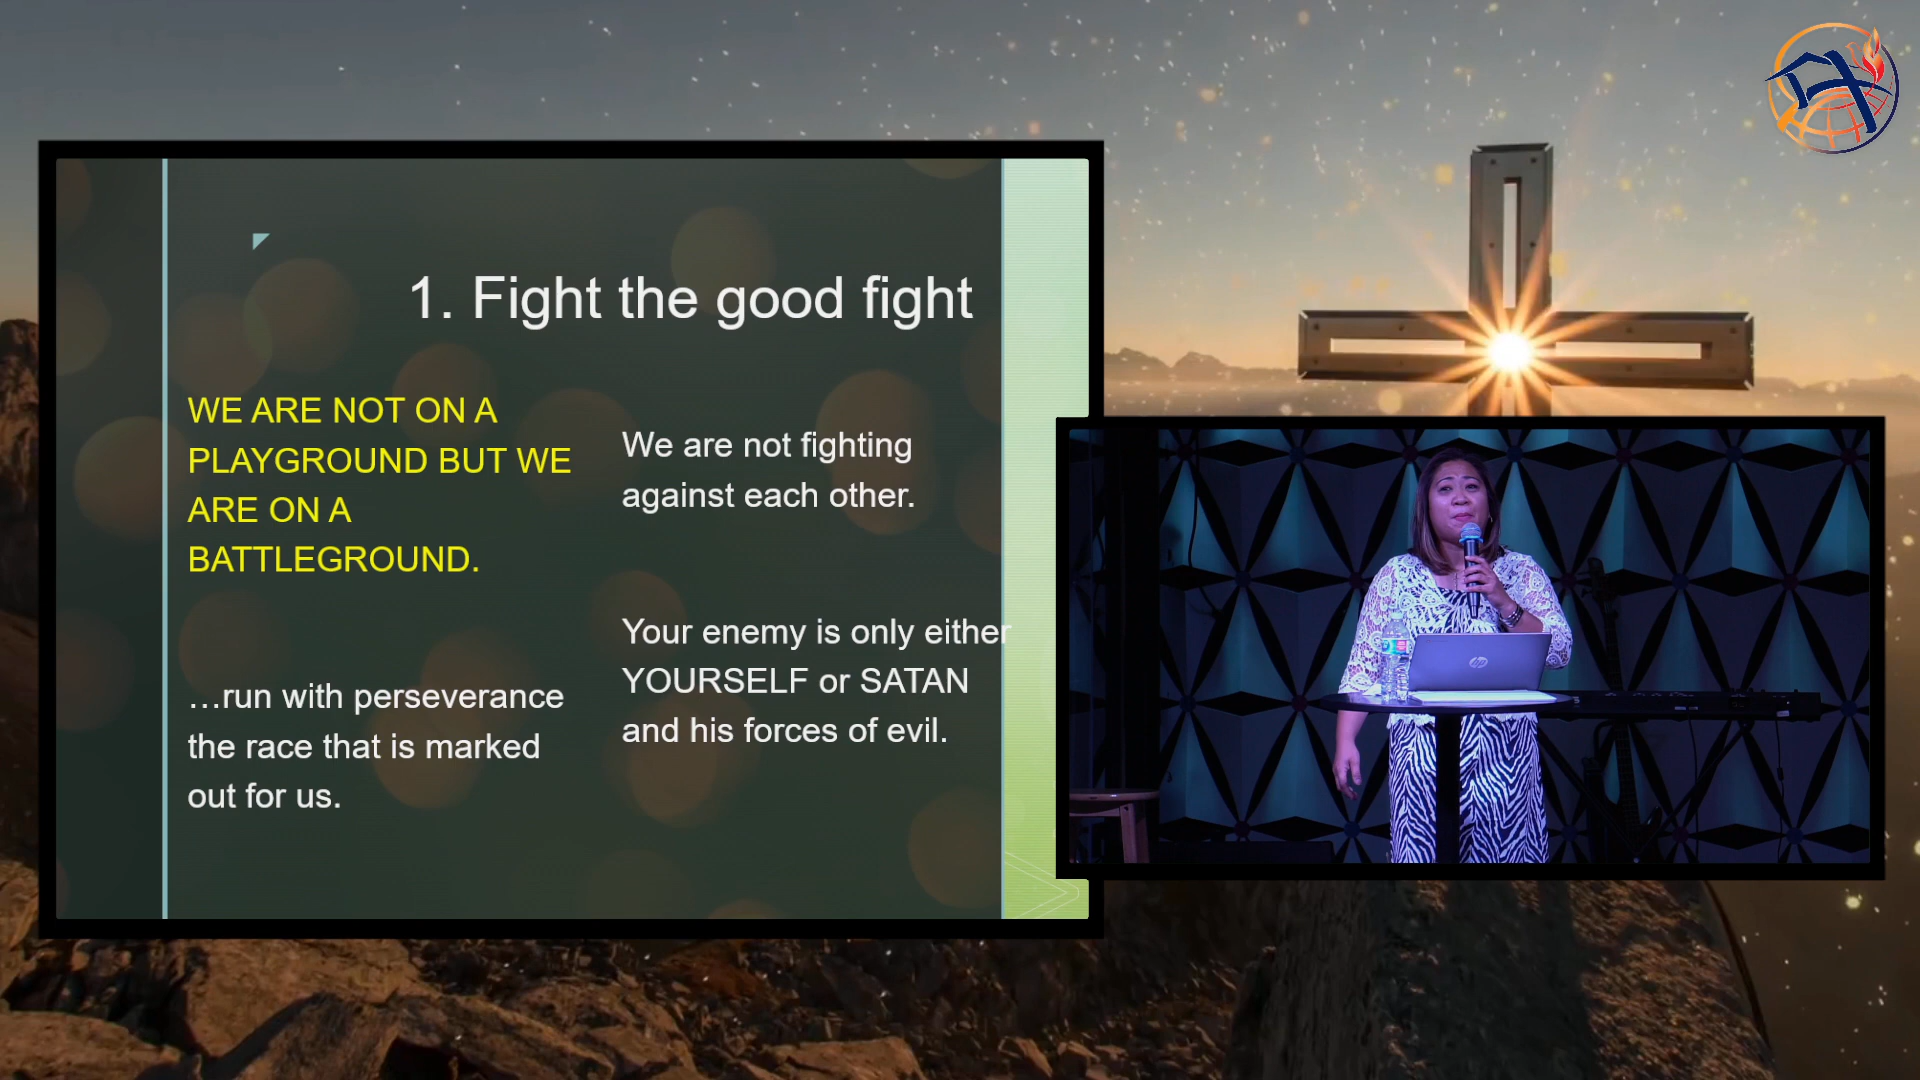 1. Fight the good fight
WE ARE NOT ON A
PLAYGROUND BUT WE
ARE ON A
BATTLEGROUND.
…run with perseverance
the race that is marked
out for us.
We are not fighting
against each other.
Your enemy is only either
YOURSELF or SATAN
and his forces of evil.
hp